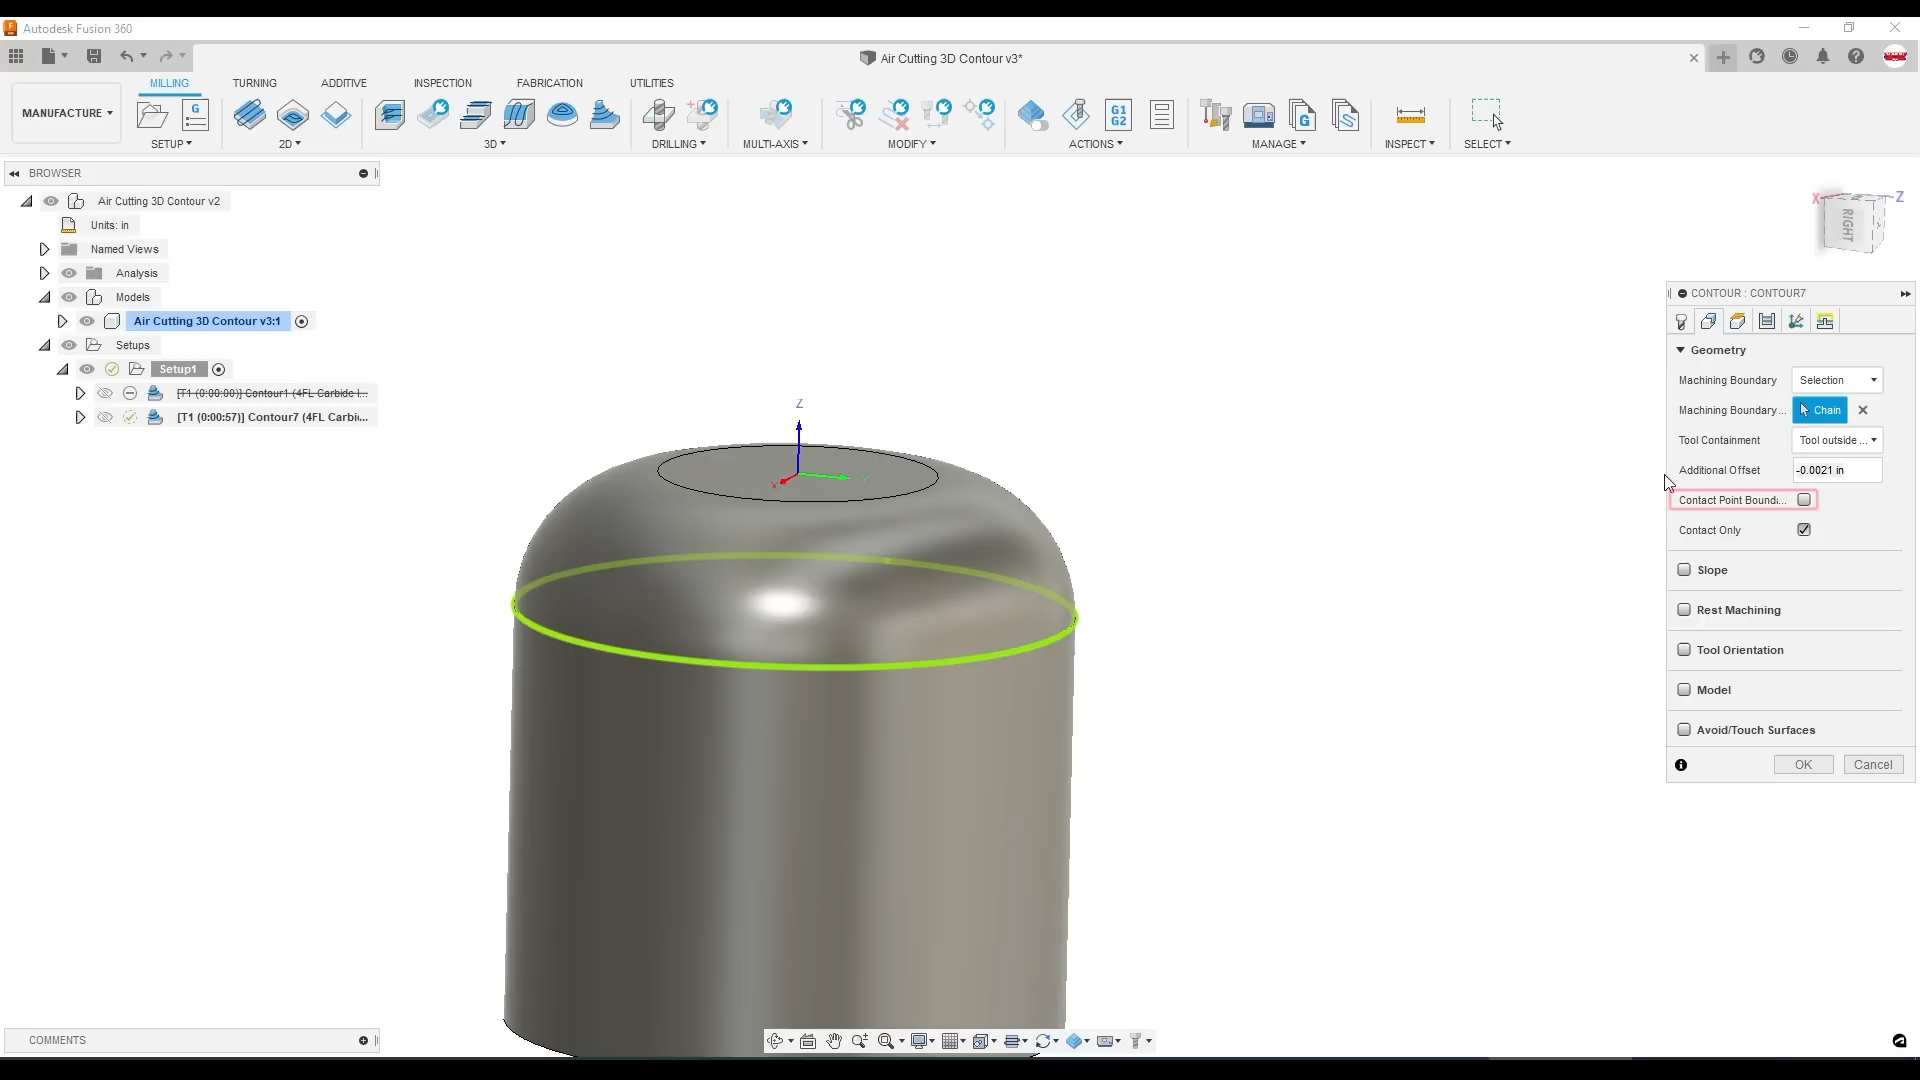 Autodesk Fusion 360
Air Cutting 3D Contour v3*
MILLING TURNING ADDITIVE INSPECTION FABRICATION UTILITIES
MANUFACTURE
G
G1 G2
G
SETUP 2D 3D DRILLING MULTI-AXIS MODIFY ACTIONS MANAGE INSPECT SELECT
BROWSER
Air Cutting 3D Contour v2
Units: in
Named Views
Analysis
Models
Air Cutting 3D Contour v3:1
Setups
Setup1
[T1 (0:00:00)] Contour1 (4FL Carbide I...
[T1 (0:00:57)] Contour7 (4FL Carbi...
Z
X
Y
X
Z
RIGHT
CONTOUR : CONTOUR7
Geometry
Machining Boundary Selection
Machining Boundary... Chain
Tool Containment Tool outside ...
Additional Offset -0.0021 in
Contact Point Bounda...
Contact Only
Slope
Rest Machining
Tool Orientation
Model
Avoid/Touch Surfaces
OK Cancel
COMMENTS